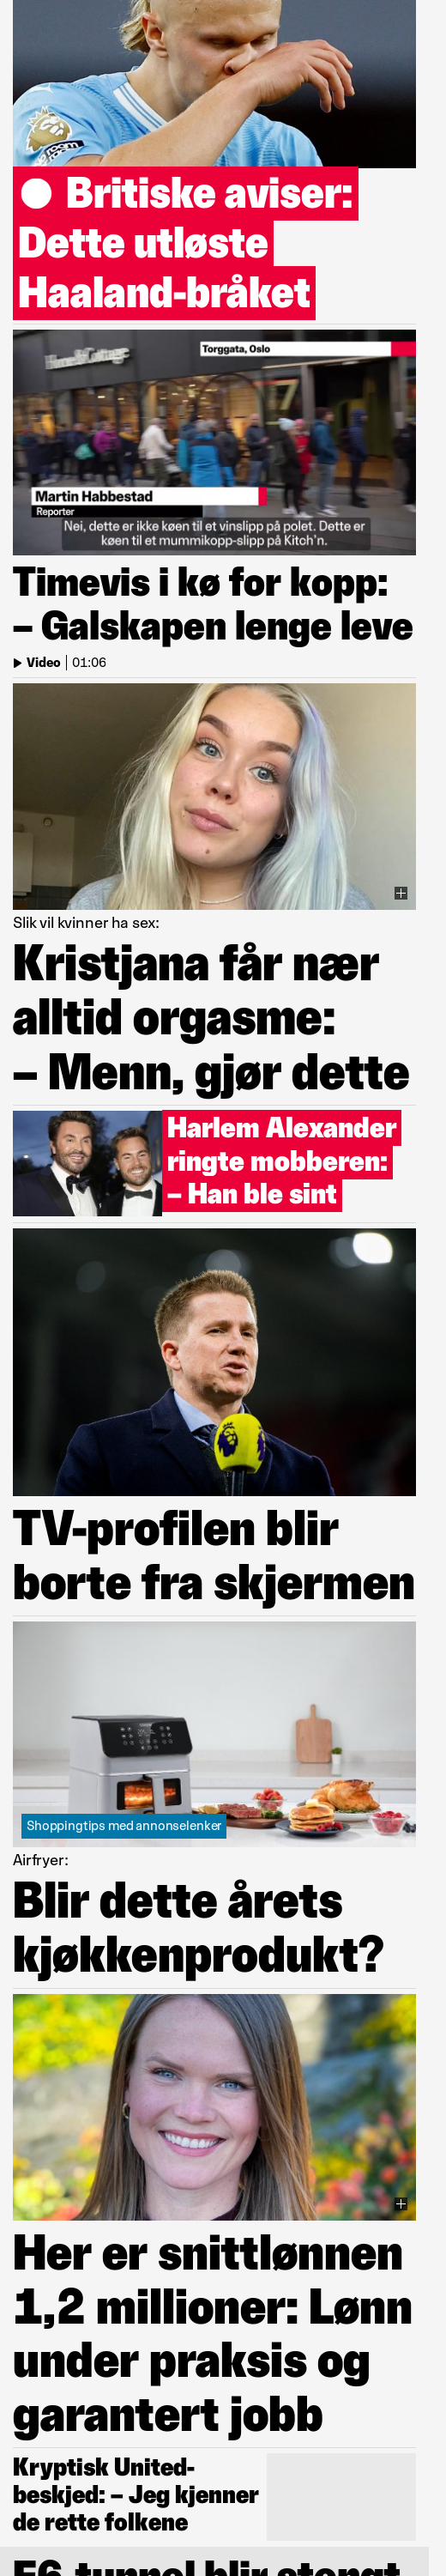 Britiske aviser:
Dette utløste
Haaland-bråket
Torggata, Oslo
Martin Habbestad
Reporter
Nei, dette er ikke køen til et vinslipp på polet. Dette er
køen til et mummikopp-slipp på Kitch'n.
Timevis i kø for kopp:
– Galskapen lenge leve
Video | 01:06
Slik vil kvinner ha sex:
Kristjana får nær
alltid orgasme:
– Menn, gjør dette
Harlem Alexander
ringte mobberen:
– Han ble sint
TV-profilen blir
borte fra skjermen
Shoppingtips med annonselenker
Airfryer:
Blir dette årets
kjøkkenprodukt?
Her er snittlønnen
1,2 millioner: Lønn
under praksis og
garantert jobb
Kryptisk United-
beskjed: – Jeg kjenner
de rette folkene
E6-tunnel blir stengt